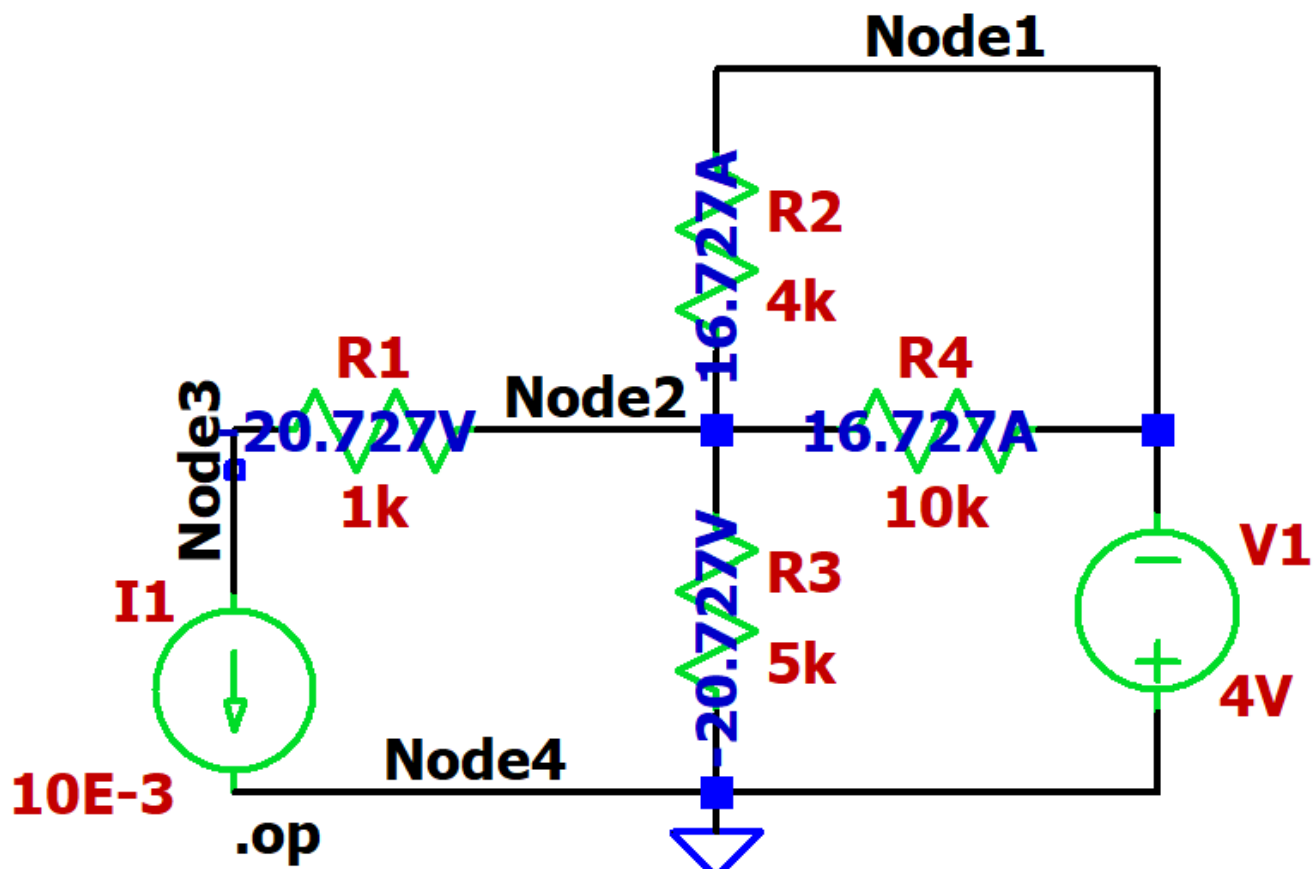 Node1
R2
16.727A
4k
R1
Node2
R4
Node3
-20.727V
16.727A
1k
10k
V1
I1
R3
-20.727V
5k
4V
Node4
10E-3
.op